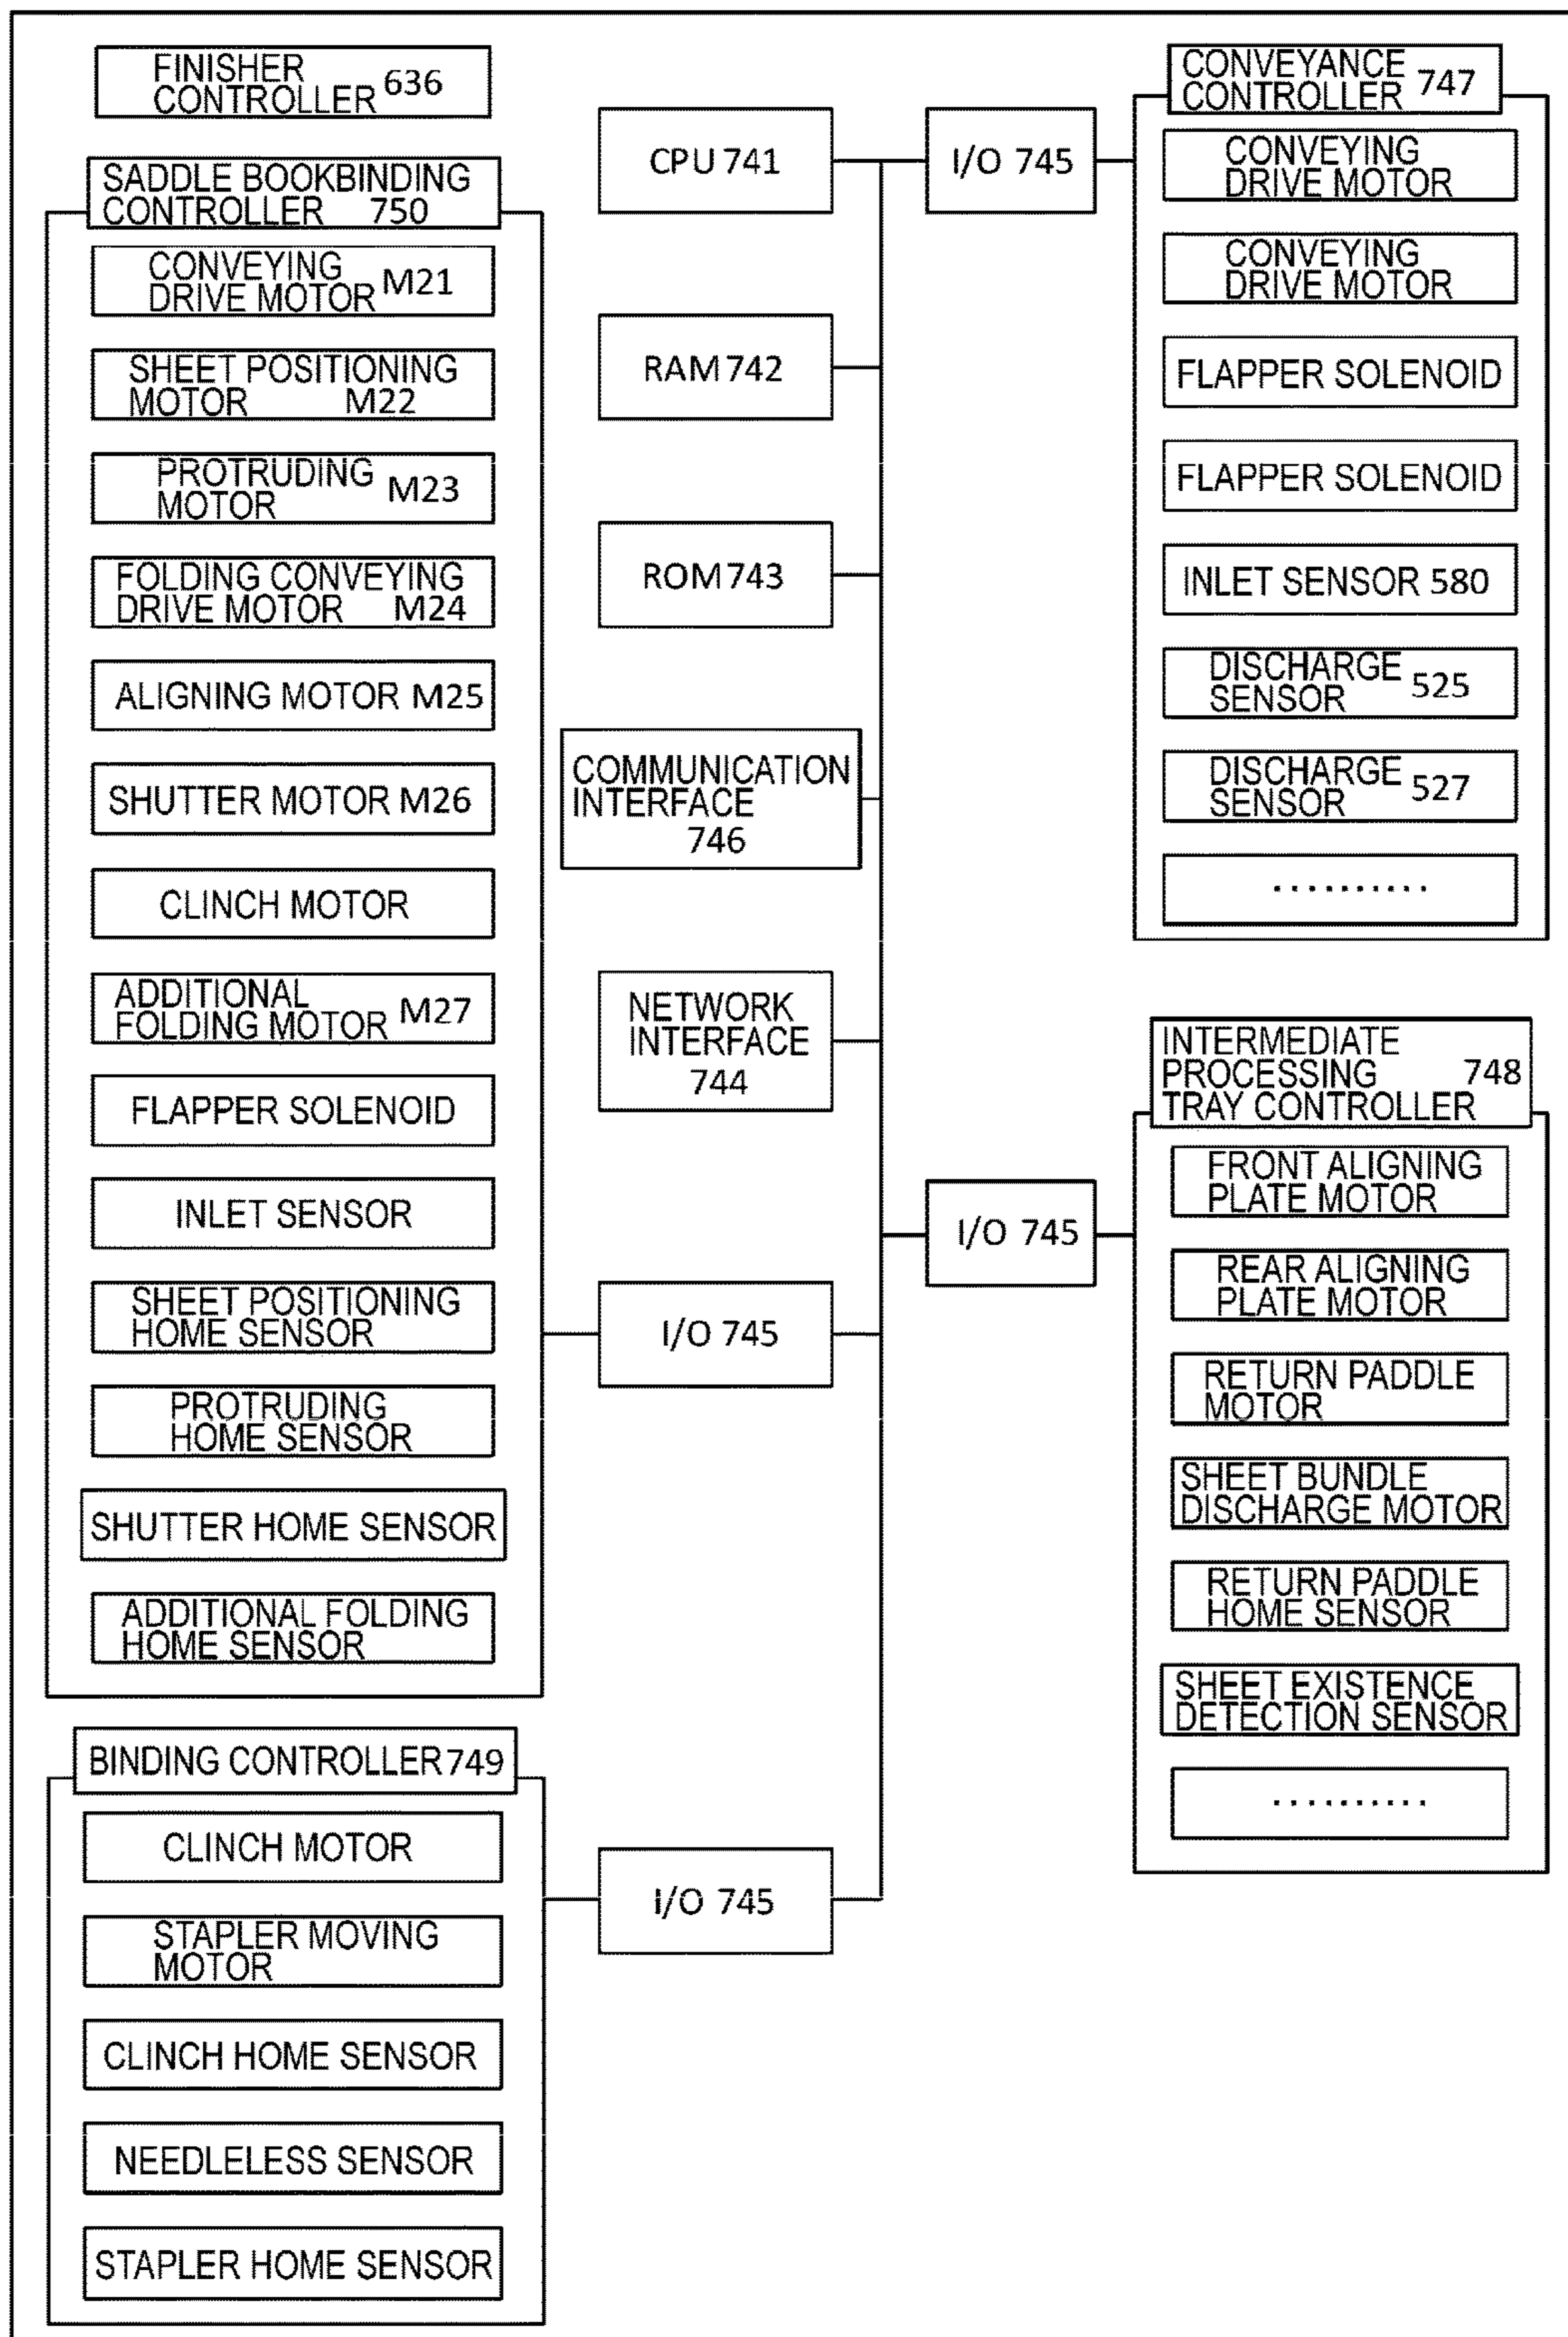 FINISHER
CONTROLLER 636
SADDLE BOOKBINDING
CONTROLLER 750
CONVEYING
DRIVE MOTOR M21
SHEET POSITIONING
MOTOR M22
PROTRUDING
MOTOR M23
FOLDING CONVEYING
DRIVE MOTOR M24
ALIGNING MOTOR M25
SHUTTER MOTOR M26
CLINCH MOTOR
ADDITIONAL
FOLDING MOTOR M27
FLAPPER SOLENOID
INLET SENSOR
SHEET POSITIONING
HOME SENSOR
PROTRUDING
HOME SENSOR
SHUTTER HOME SENSOR
ADDITIONAL FOLDING
HOME SENSOR
BINDING CONTROLLER 749
CLINCH MOTOR
STAPLER MOVING
MOTOR
CLINCH HOME SENSOR
NEEDLELESS SENSOR
STAPLER HOME SENSOR
CPU 741
RAM 742
ROM 743
COMMUNICATION
INTERFACE
746
NETWORK
INTERFACE
744
I/O 745
I/O 745
I/O 745
I/O 745
CONVEYANCE
CONTROLLER 747
CONVEYING
DRIVE MOTOR
CONVEYING
DRIVE MOTOR
FLAPPER SOLENOID
FLAPPER SOLENOID
INLET SENSOR 580
DISCHARGE
SENSOR 525
DISCHARGE
SENSOR 527
..........
INTERMEDIATE
PROCESSING 748
TRAY CONTROLLER
FRONT ALIGNING
PLATE MOTOR
REAR ALIGNING
PLATE MOTOR
RETURN PADDLE
MOTOR
SHEET BUNDLE
DISCHARGE MOTOR
RETURN PADDLE
HOME SENSOR
SHEET EXISTENCE
DETECTION SENSOR
..........